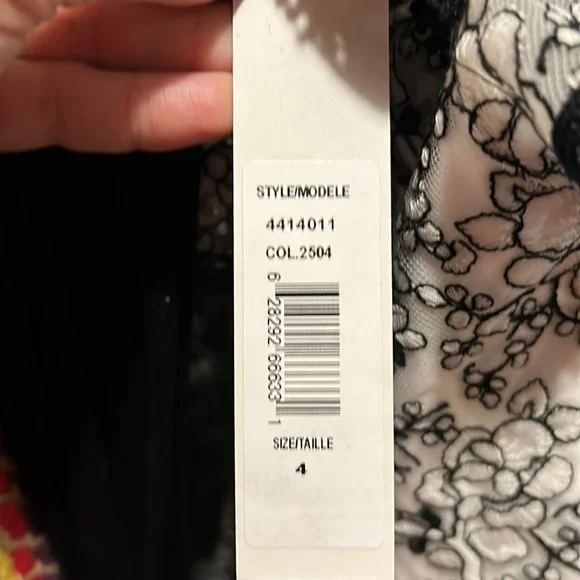 STYLE/MODELE
4414011
COL.2504
6 28292 66633 1
SIZE/TAILLE
4